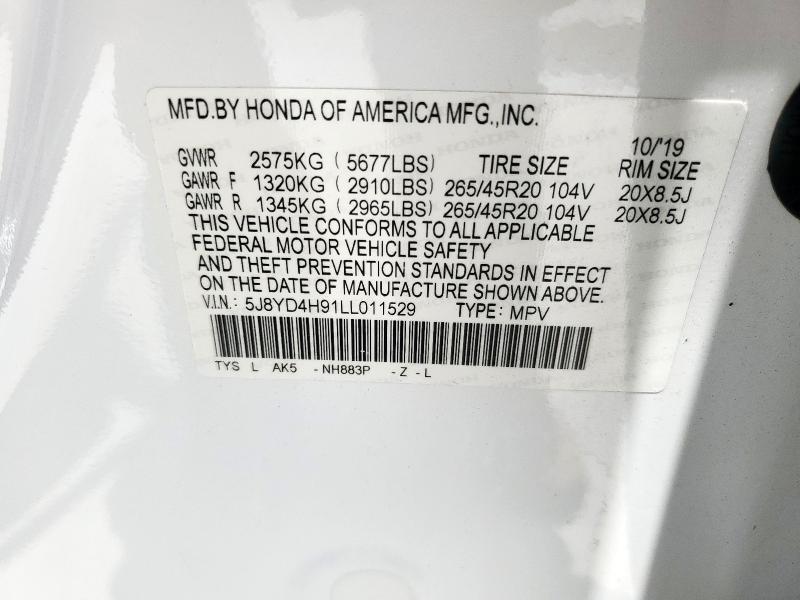 MFD.BY HONDA OF AMERICA MFG.,INC.
10/'19
GVWR 2575KG ( 5677LBS) TIRE SIZE RIM SIZE
GAWR F 1320KG ( 2910LBS) 265/45R20 104V 20X8.5J
GAWR R 1345KG ( 2965LBS) 265/45R20 104V 20X8.5J
THIS VEHICLE CONFORMS TO ALL APPLICABLE
FEDERAL MOTOR VEHICLE SAFETY
AND THEFT PREVENTION STANDARDS IN EFFECT
ON THE DATE OF MANUFACTURE SHOWN ABOVE.
V.I.N.: 5J8YD4H91LL011529 TYPE: MPV
TYS L AK5 - NH883P - Z - L